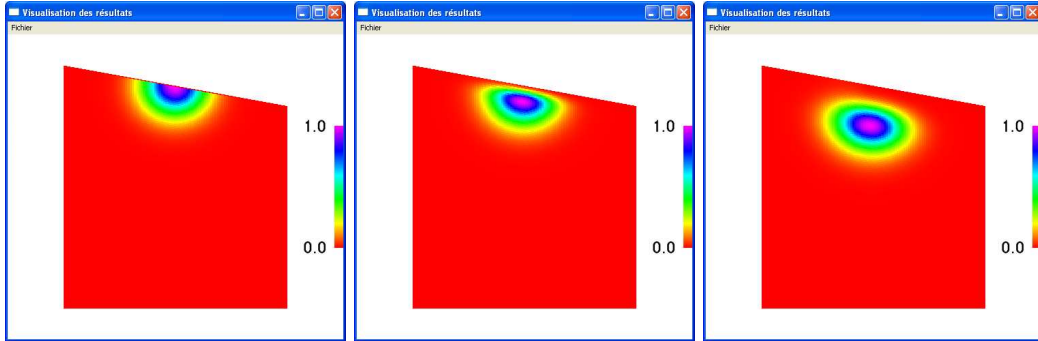 Visualisation des résultats
Fichier
1.0
0.0
Visualisation des résultats
Fichier
1.0
0.0
Visualisation des résultats
Fichier
1.0
0.0